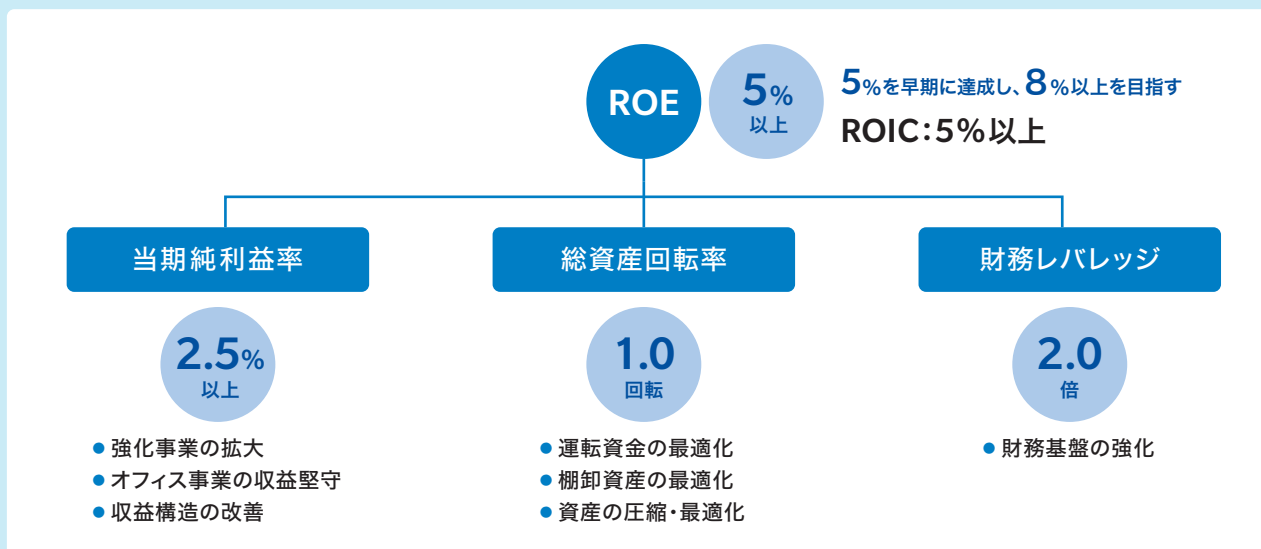 ROE
5%
以上
5%を早期に達成し、8%以上を目指す
ROIC:5%以上
当期純利益率
2.5%
以上
● 強化事業の拡大
● オフィス事業の収益堅守
● 収益構造の改善
総資産回転率
1.0
回転
● 運転資金の最適化
● 棚卸資産の最適化
● 資産の圧縮・最適化
財務レバレッジ
2.0
倍
● 財務基盤の強化